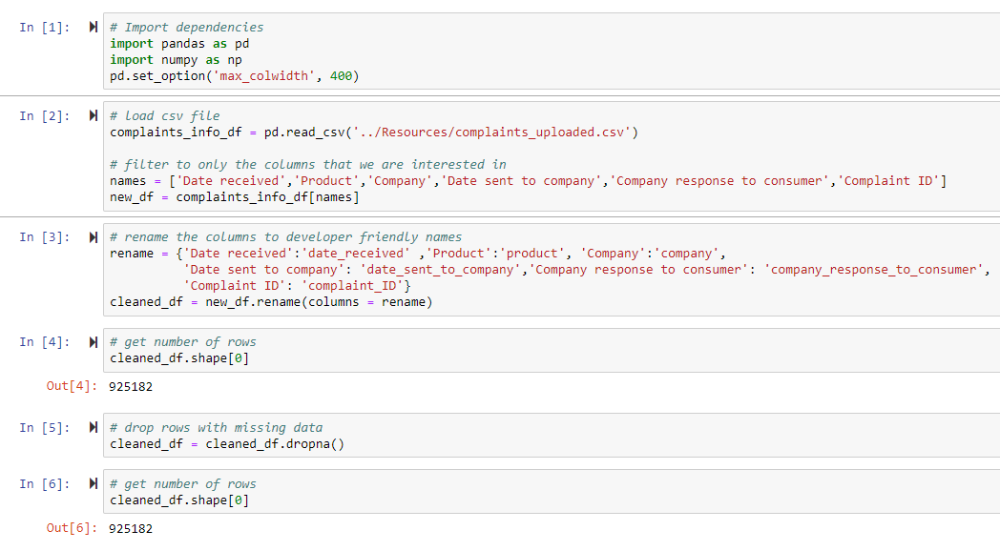 In [1]: # Import dependencies
import pandas as pd
import numpy as np
pd.set_option('max_colwidth', 400)
In [2]: # load csv file
complaints_info_df = pd.read_csv('../Resources/complaints_uploaded.csv')
# filter to only the columns that we are interested in
names = ['Date received','Product','Company','Date sent to company','Company response to consumer','Complaint ID']
new_df = complaints_info_df[names]
In [3]: # rename the columns to developer friendly names
rename = {'Date received':'date_received' ,'Product':'product', 'Company':'company',
'Date sent to company': 'date_sent_to_company','Company response to consumer': 'company_response_to_consumer',
'Complaint ID': 'complaint_ID'}
cleaned_df = new_df.rename(columns = rename)
In [4]: # get number of rows
cleaned_df.shape[0]
Out[4]: 925182
In [5]: # drop rows with missing data
cleaned_df = cleaned_df.dropna()
In [6]: # get number of rows
cleaned_df.shape[0]
Out[6]: 925182